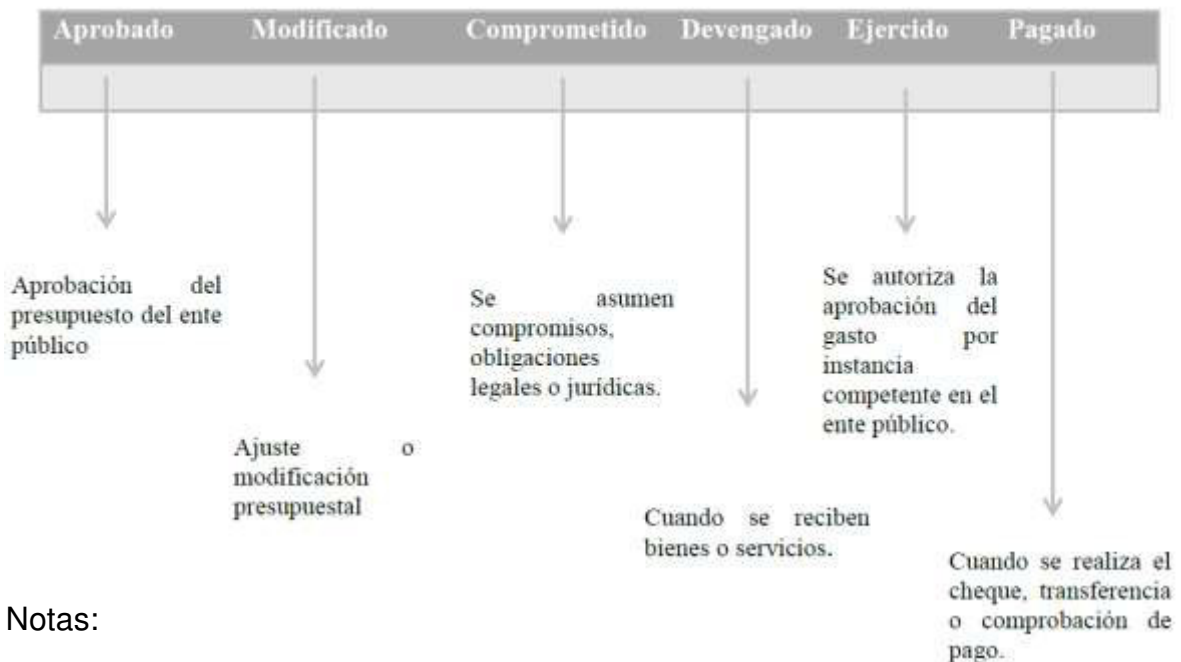 Aprobado Modificado Comprometido Devengado Ejercido Pagado
Aprobación del
presupuesto del ente
público
Ajuste o
modificación
presupuestal
Se asumen
compromisos,
obligaciones
legales o jurídicas.
Cuando se reciben
bienes o servicios.
Se autoriza la
aprobación del
gasto por
instancia
competente en el
ente público.
Cuando se realiza el
cheque, transferencia
o comprobación de
pago.
Notas: